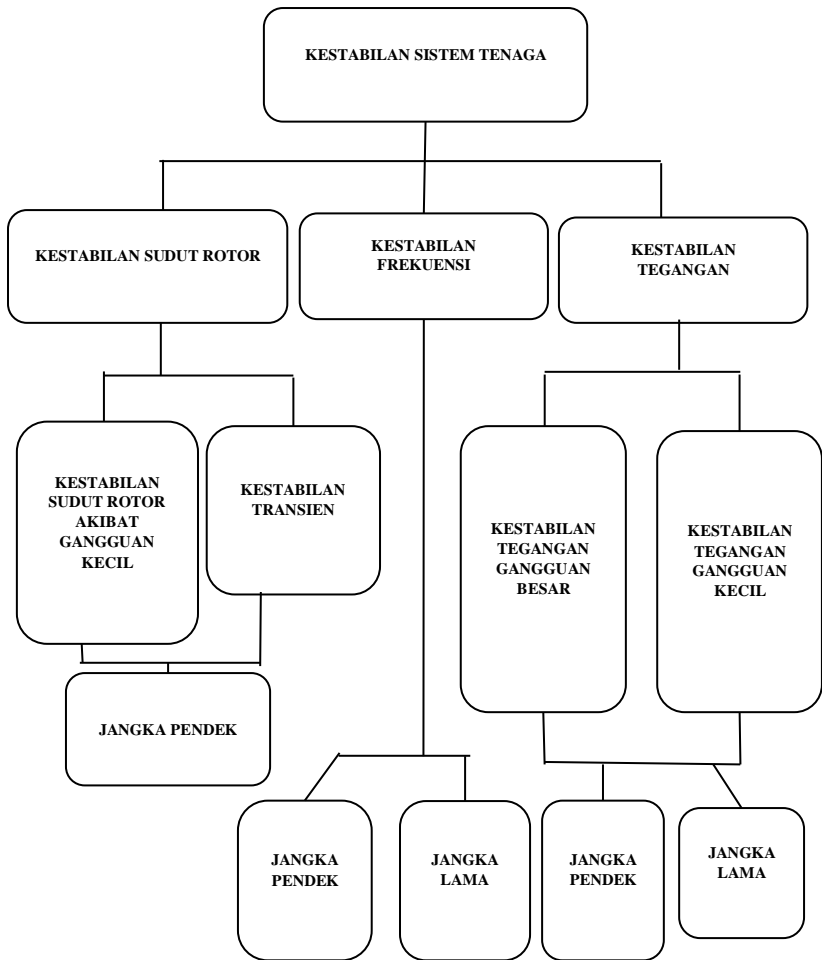 KESTABILAN SISTEM TENAGA
KESTABILAN SUDUT ROTOR
KESTABILAN
FREKUENSI
KESTABILAN
TEGANGAN
KESTABILAN
SUDUT ROTOR
AKIBAT
GANGGUAN
KECIL
KESTABILAN
TRANSIEN
KESTABILAN
TEGANGAN
GANGGUAN
BESAR
KESTABILAN
TEGANGAN
GANGGUAN
KECIL
JANGKA PENDEK
JANGKA
PENDEK
JANGKA
LAMA
JANGKA
PENDEK
JANGKA
LAMA